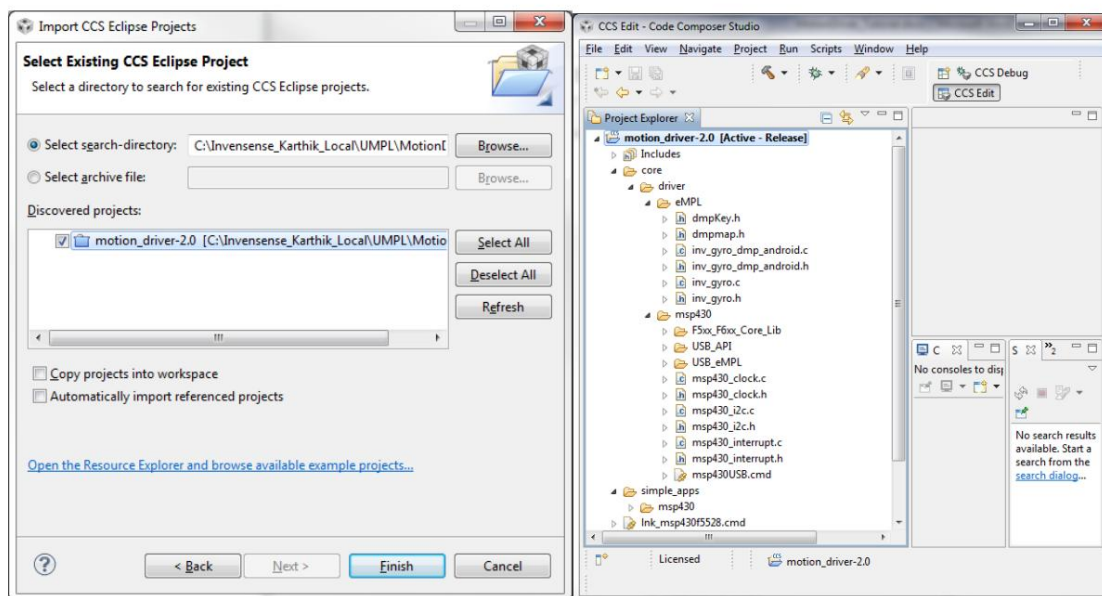 Import CCS Eclipse Projects
Select Existing CCS Eclipse Project
Select a directory to search for existing CCS Eclipse projects.
Select search-directory: C:\Invensense_Karthik_Local\UMPL\Motion[ Browse...
Select archive file: Browse...
Discovered projects:
motion_driver-2.0 [C:\Invensense_Karthik_Local\UMPL\Motio
Select All
Deselect All
Refresh
Copy projects into workspace
Automatically import referenced projects
Open the Resource Explorer and browse available example projects...
< Back Next > Finish Cancel
CCS Edit - Code Composer Studio
File Edit View Navigate Project Run Scripts Window Help
CCS Debug
CCS Edit
Project Explorer
motion_driver-2.0 [Active - Release]
Includes
core
driver
eMPL
dmpKey.h
dmpmap.h
inv_gyro_dmp_android.c
inv_gyro_dmp_android.h
inv_gyro.c
inv_gyro.h
msp430
F5xx_F6xx_Core_Lib
USB_API
USB_eMPL
msp430_clock.c
msp430_clock.h
msp430_i2c.c
msp430_i2c.h
msp430_interrupt.c
msp430_interrupt.h
msp430USB.cmd
simple_apps
msp430
lnk_msp430f5528.cmd
C
No consoles to disp
S
2
No search results
available. Start a
search from the
search dialog...
Licensed motion_driver-2.0